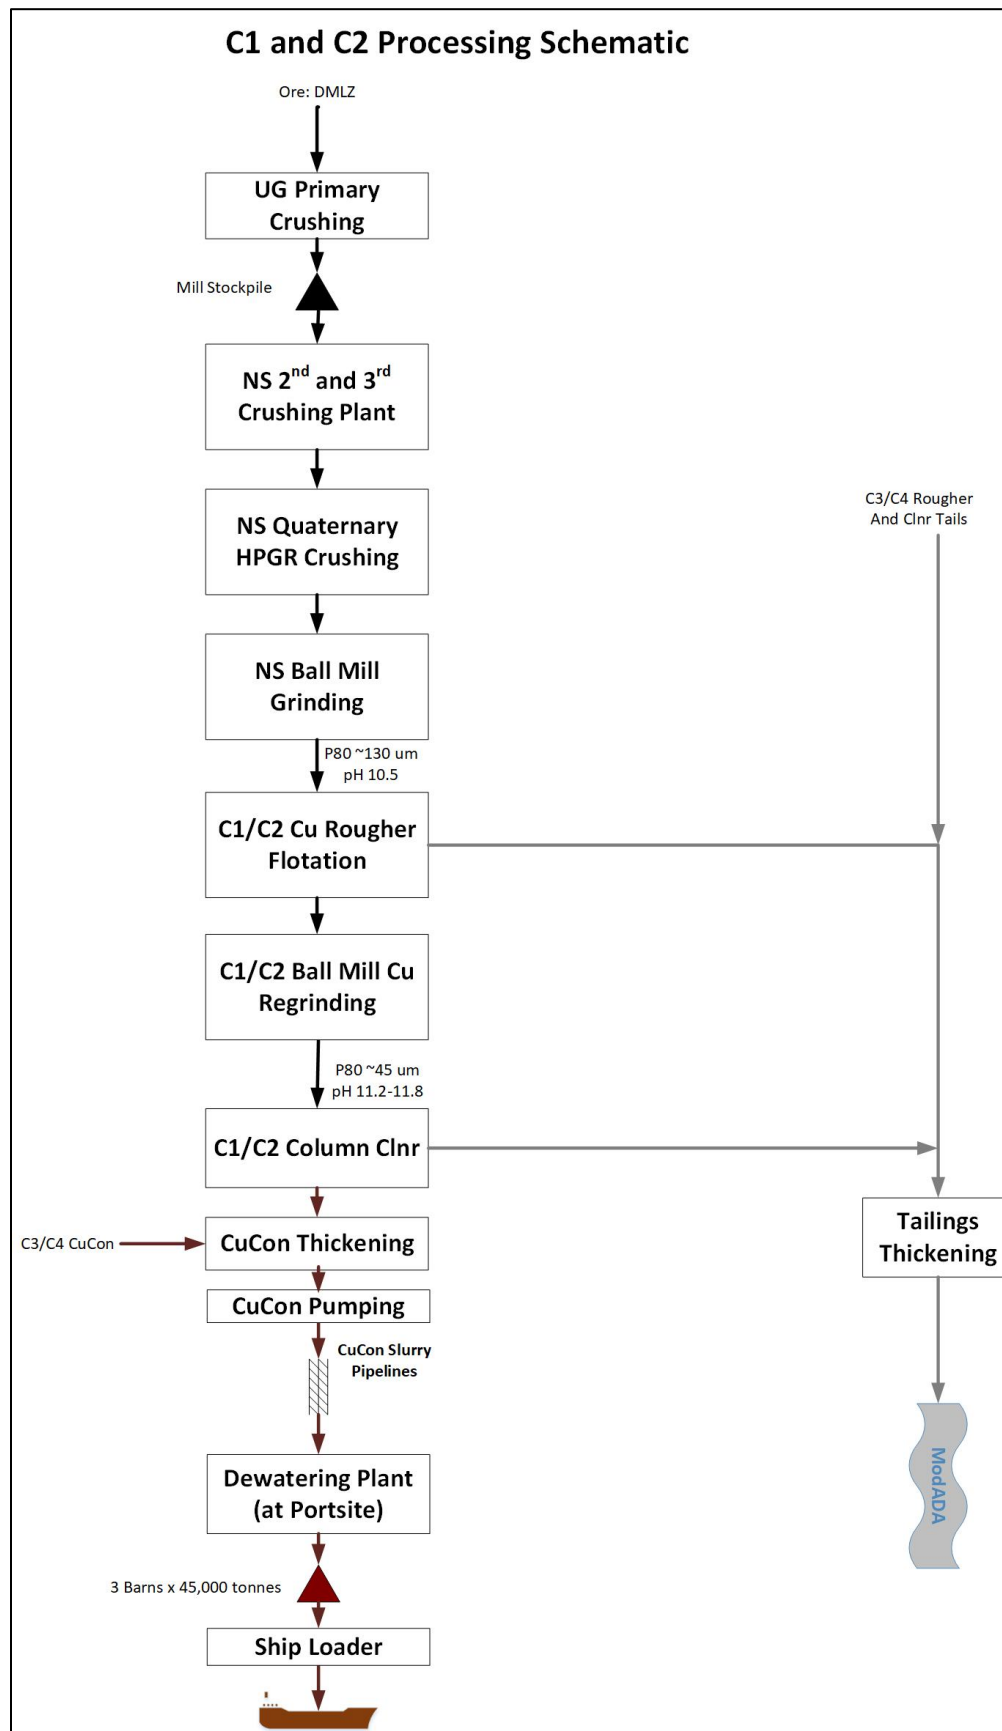 C1 and C2 Processing Schematic
Ore: DMLZ
UG Primary
Crushing
Mill Stockpile
NS 2nd and 3rd
Crushing Plant
NS Quaternary
HPGR Crushing
C3/C4 Rougher
And Clnr Tails
NS Ball Mill
Grinding
P80 ~130 um
pH 10.5
C1/C2 Cu Rougher
Flotation
C1/C2 Ball Mill Cu
Regrinding
P80 ~45 um
pH 11.2-11.8
C1/C2 Column Clnr
Tailings
Thickening
C3/C4 CuCon
CuCon Thickening
CuCon Pumping
CuCon Slurry
Pipelines
ModADA
Dewatering Plant
(at Portsite)
3 Barns x 45,000 tonnes
Ship Loader